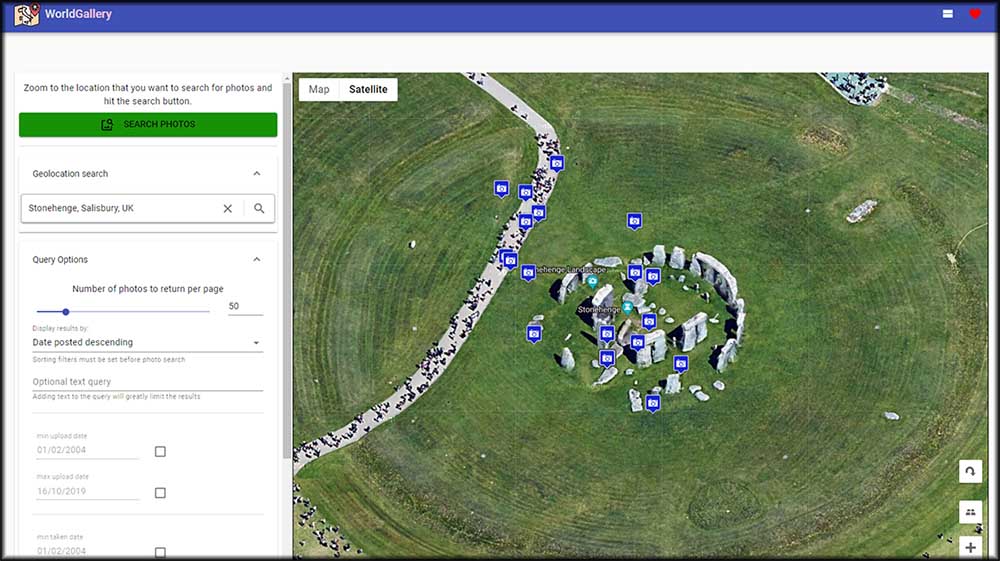 WorldGallery
Zoom to the location that you want to search for photos and
hit the search button.
SEARCH PHOTOS
Geolocation search
Stonehenge, Salisbury, UK
Query Options
Number of photos to return per page
50
Display results by:
Date posted descending
Sorting filters must be set before photo search
Optional text query
Adding text to the query will greatly limit the results
min upload date
01/02/2004
max upload date
16/10/2019
min taken date
01/02/2004
Map
Satellite
nehenge Landscape
Stonehenge